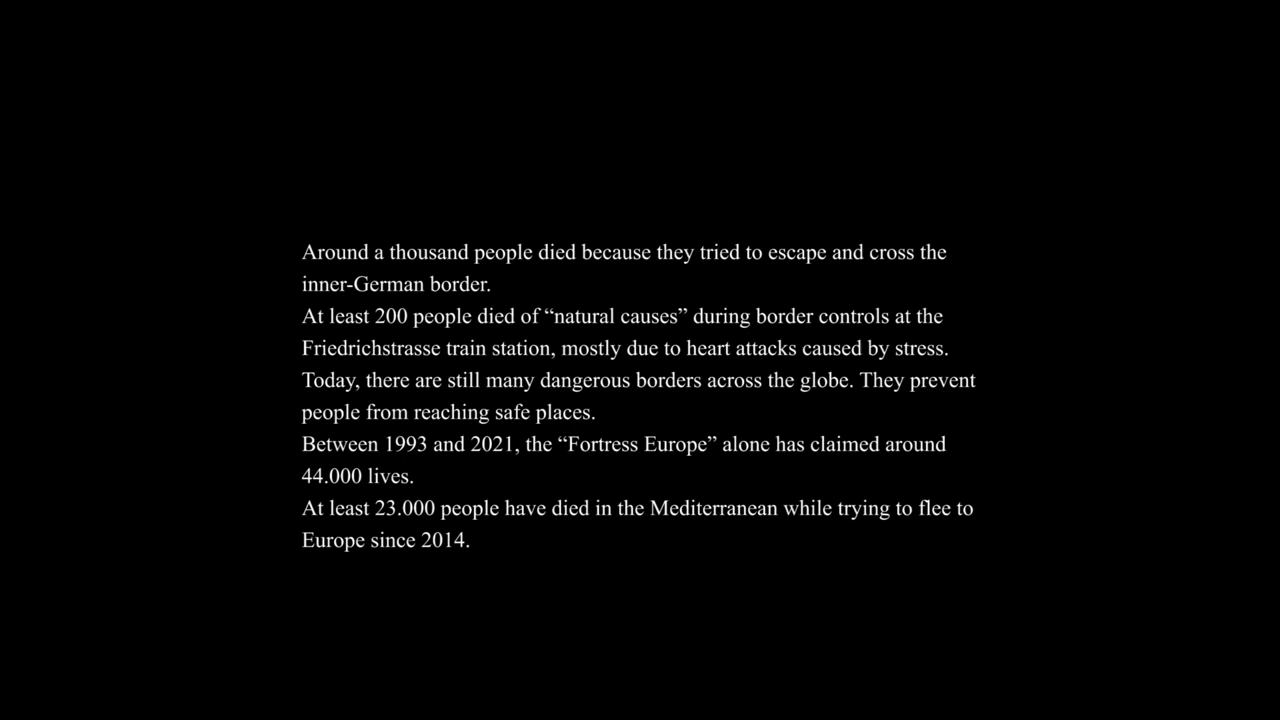 Around a thousand people died because they tried to escape and cross the
inner-German border.
At least 200 people died of “natural causes” during border controls at the
Friedrichstrasse train station, mostly due to heart attacks caused by stress.
Today, there are still many dangerous borders across the globe. They prevent
people from reaching safe places.
Between 1993 and 2021, the “Fortress Europe” alone has claimed around
44.000 lives.
At least 23.000 people have died in the Mediterranean while trying to flee to
Europe since 2014.